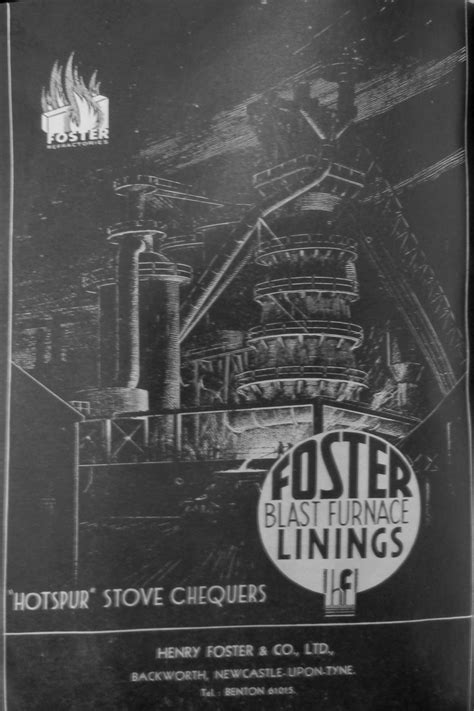 FOSTER
REFRACTORIES
FOSTER
BLAST FURNACE
LININGS
hf
"HOTSPUR" STOVE CHEQUERS
HENRY FOSTER & CO., LTD.,
BACKWORTH, NEWCASTLE-UPON-TYNE.
Tel.: BENTON 61015.